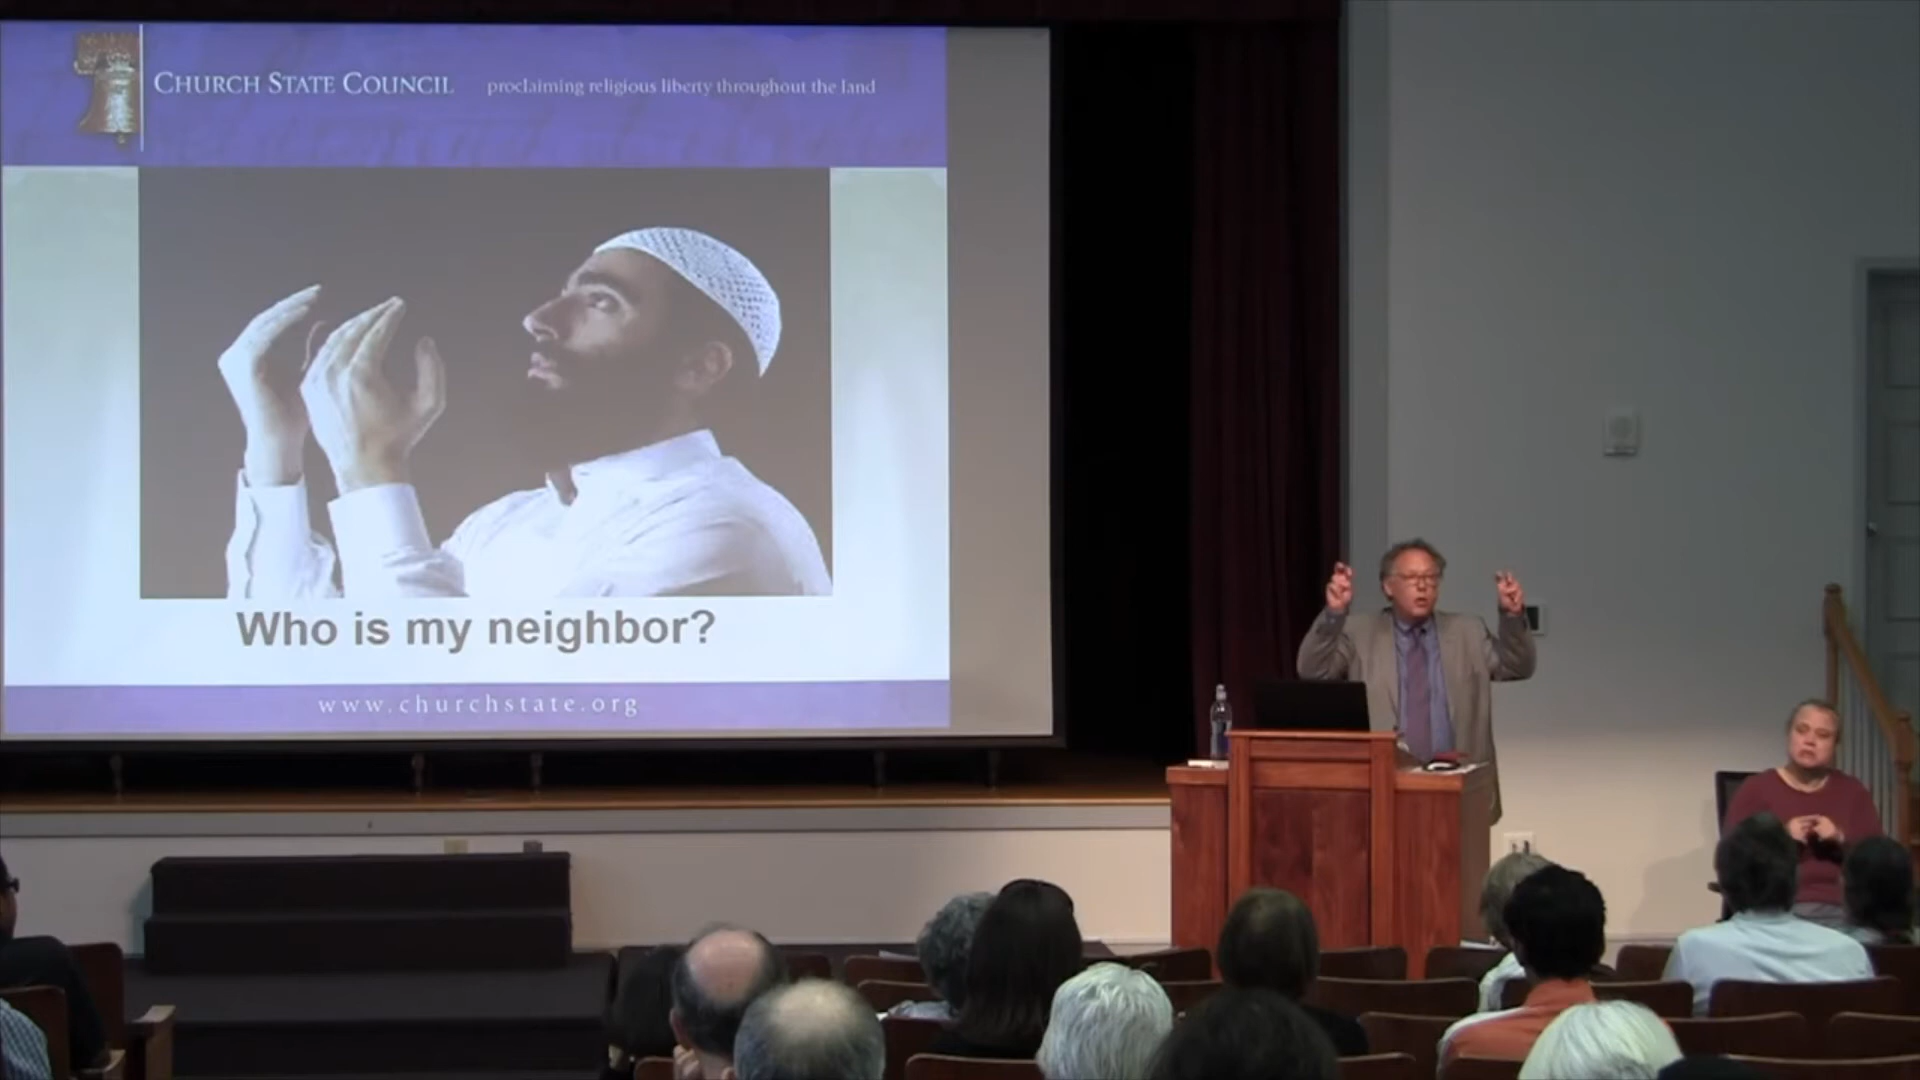 CHURCH STATE COUNCIL proclaiming religious liberty throughout the land
Who is my neighbor?
www.churchstate.org